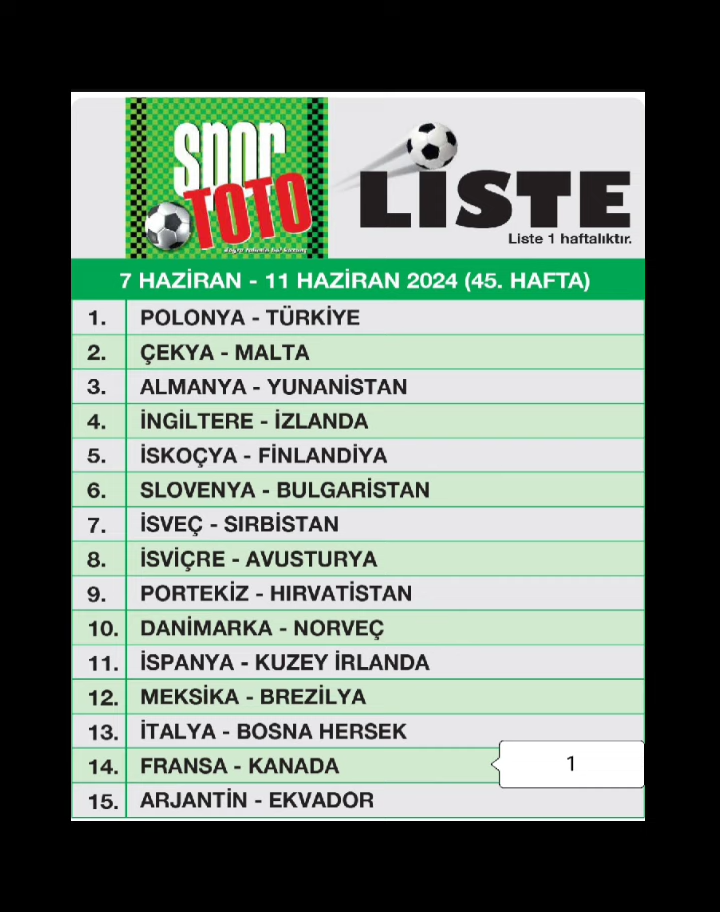 spor
TOTO
LİSTE
Liste 1 haftalıktır.
7 HAZİRAN - 11 HAZİRAN 2024 (45. HAFTA)
1. POLONYA - TÜRKİYE
2. ÇEKYA - MALTA
3. ALMANYA - YUNANİSTAN
4. İNGİLTERE - İZLANDA
5. İSKOÇYA - FİNLANDİYA
6. SLOVENYA - BULGARİSTAN
7. İSVEÇ - SIRBİSTAN
8. İSVİÇRE - AVUSTURYA
9. PORTEKİZ - HIRVATİSTAN
10. DANİMARKA - NORVEÇ
11. İSPANYA - KUZEY İRLANDA
12. MEKSİKA - BREZİLYA
13. İTALYA - BOSNA HERSEK
14. FRANSA - KANADA 1
15. ARJANTİN - EKVADOR